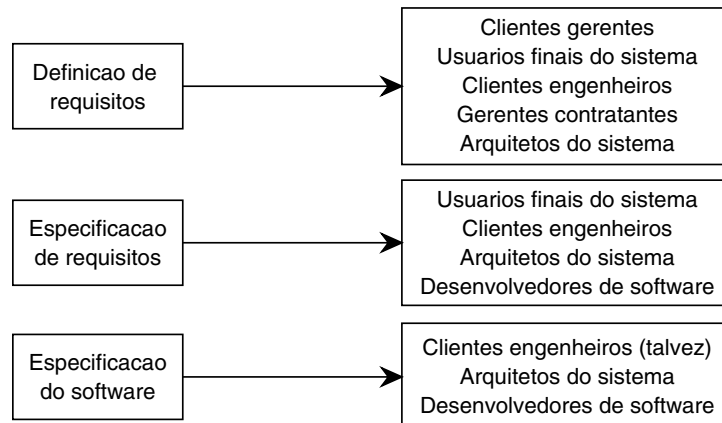 Definicao de
requisitos
Clientes gerentes
Usuarios finais do sistema
Clientes engenheiros
Gerentes contratantes
Arquitetos do sistema
Especificacao
de requisitos
Usuarios finais do sistema
Clientes engenheiros
Arquitetos do sistema
Desenvolvedores de software
Especificacao
do software
Clientes engenheiros (talvez)
Arquitetos do sistema
Desenvolvedores de software